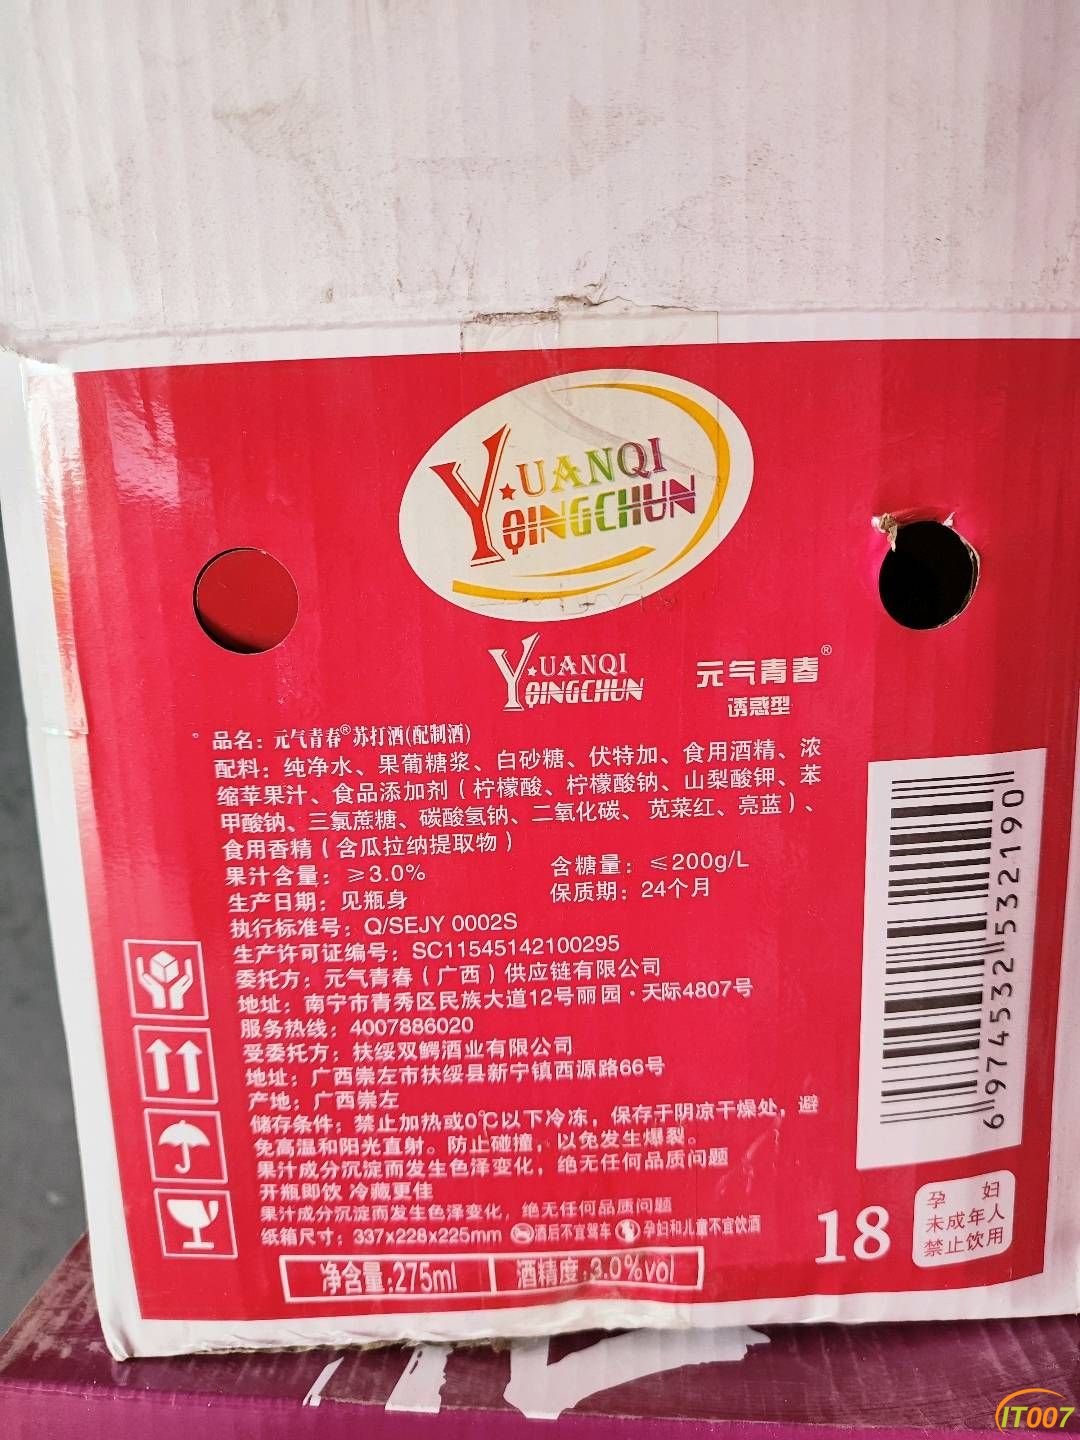 YUANQI
QINGCHUN
YUANQI
QINGCHUN
元气青春®
诱惑型
品名：元气青春®苏打酒(配制酒)
配料：纯净水、果葡糖浆、白砂糖、伏特加、食用酒精、浓
缩苹果汁、食品添加剂（柠檬酸、柠檬酸钠、山梨酸钾、苯
甲酸钠、三氯蔗糖、碳酸氢钠、二氧化碳、苋菜红、亮蓝）、
食用香精（含瓜拉纳提取物）
果汁含量：≥3.0% 含糖量：≤200g/L
生产日期：见瓶身 保质期：24个月
执行标准号：Q/SEJY 0002S
生产许可证编号：SC11545142100295
委托方：元气青春（广西）供应链有限公司
地址：南宁市青秀区民族大道12号丽园·天际4807号
服务热线：4007886020
受委托方：扶绥双鳄酒业有限公司
地址：广西崇左市扶绥县新宁镇西源路66号
产地：广西崇左
储存条件：禁止加热或0℃以下冷冻，保存于阴凉干燥处，避
免高温和阳光直射。防止碰撞，以免发生爆裂。
果汁成分沉淀而发生色泽变化，绝无任何品质问题
开瓶即饮 冷藏更佳
果汁成分沉淀而发生色泽变化，绝无任何品质问题
纸箱尺寸：337x228x225mm 酒后不宜驾车 孕妇和儿童不宜饮酒
净含量:275ml 酒精度:3.0%vol
6 974532 532190
18
孕妇
未成年人
禁止饮用
IT007